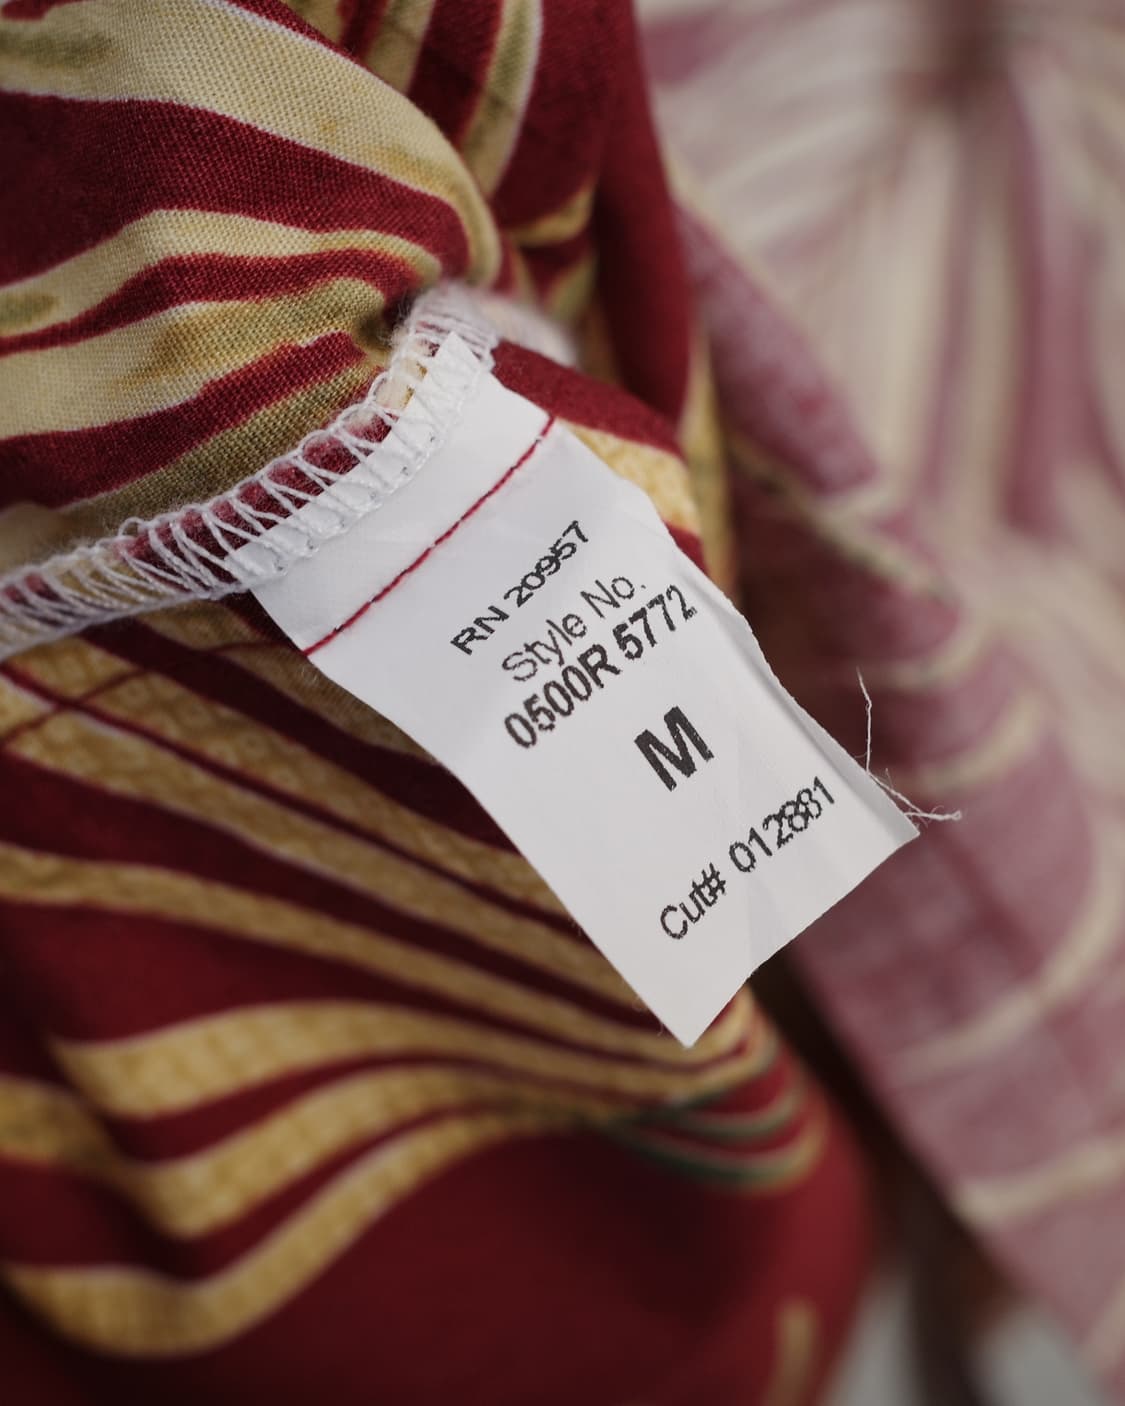 RN 20957
Style No.
0500R 5772
M
Cut# 012881